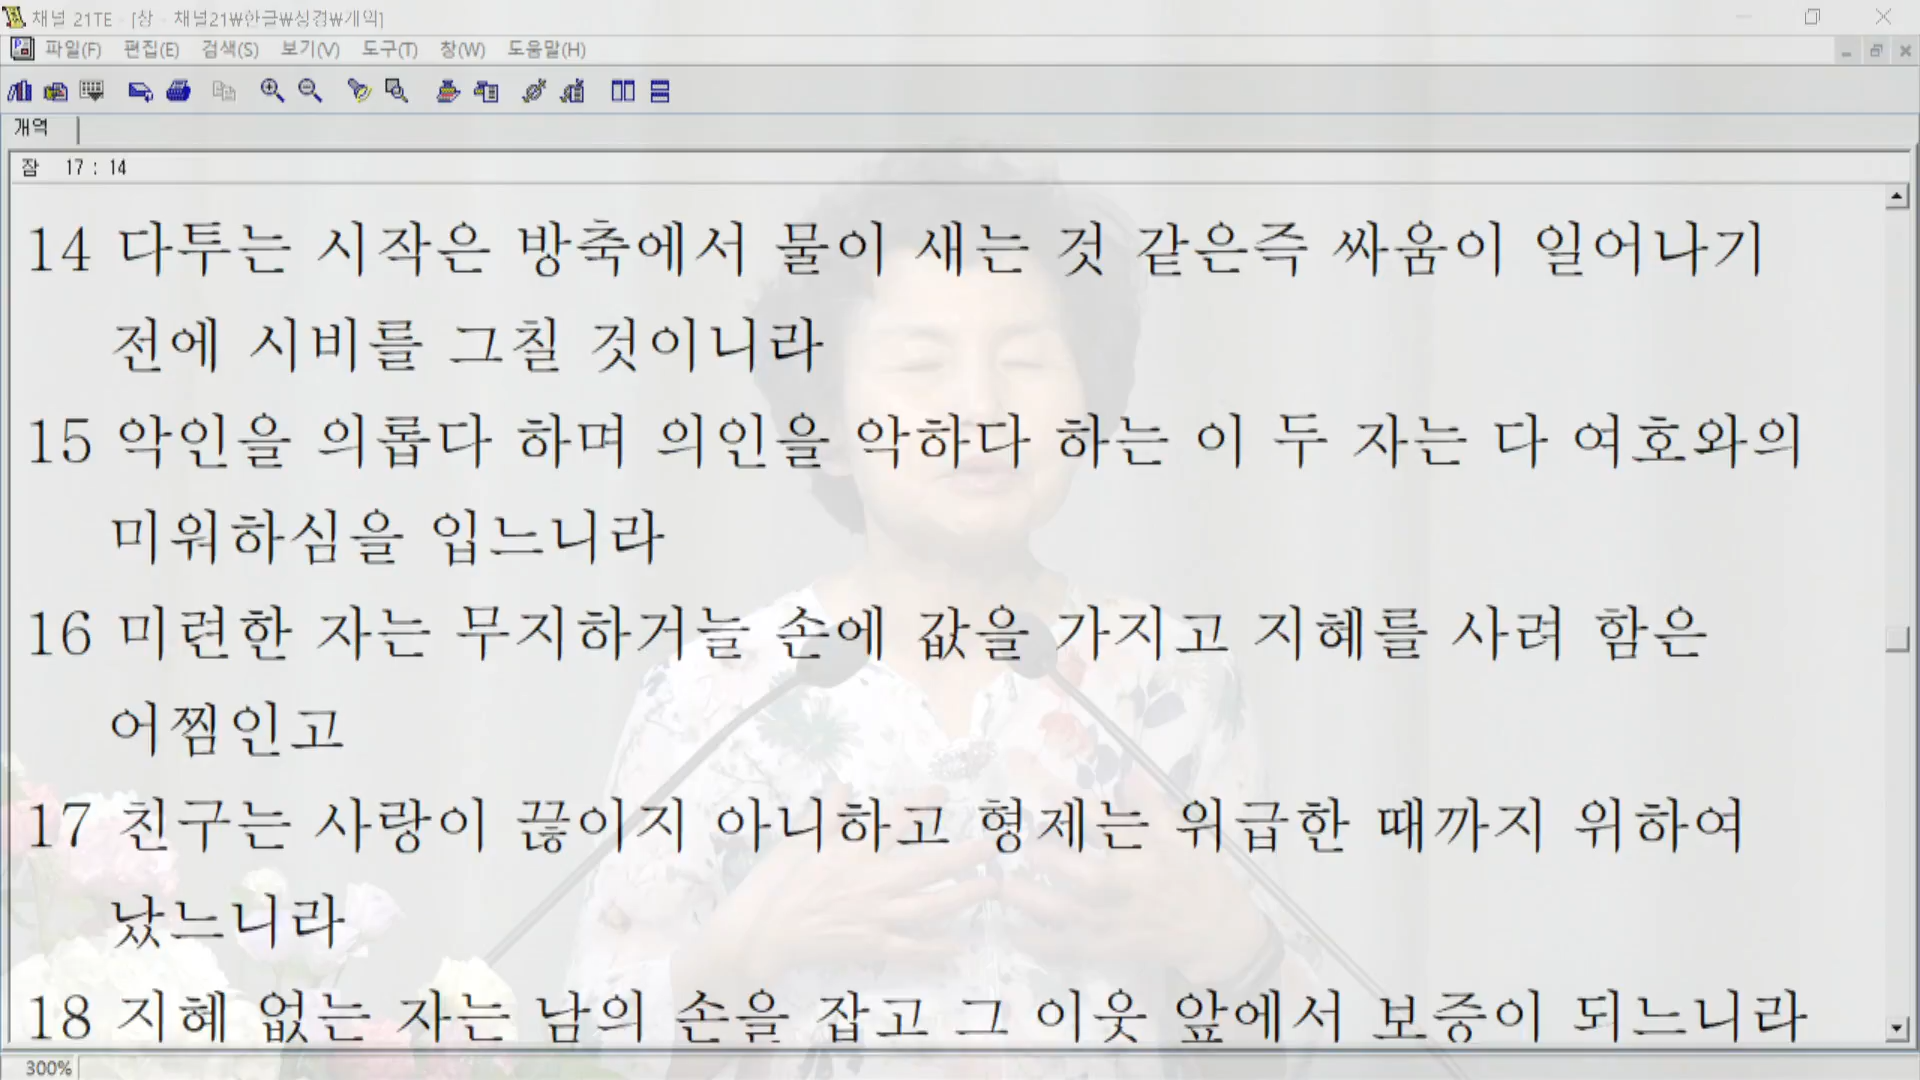 채널 21TE - [창 - 채널21₩한글₩성경₩개역]
파일(F) 편집(E) 검색(S) 보기(V) 도구(T) 창(W) 도움말(H)
개역
잠 17 : 14
14 다투는 시작은 방축에서 물이 새는 것 같은즉 싸움이 일어나기
전에 시비를 그칠 것이니라
15 악인을 의롭다 하며 의인을 악하다 하는 이 두 자는 다 여호와의
미워하심을 입느니라
16 미련한 자는 무지하거늘 손에 값을 가지고 지혜를 사려 함은
어찜인고
17 친구는 사랑이 끊이지 아니하고 형제는 위급한 때까지 위하여
났느니라
18 지혜 없는 자는 남의 손을 잡고 그 이웃 앞에서 보증이 되느니라
300%